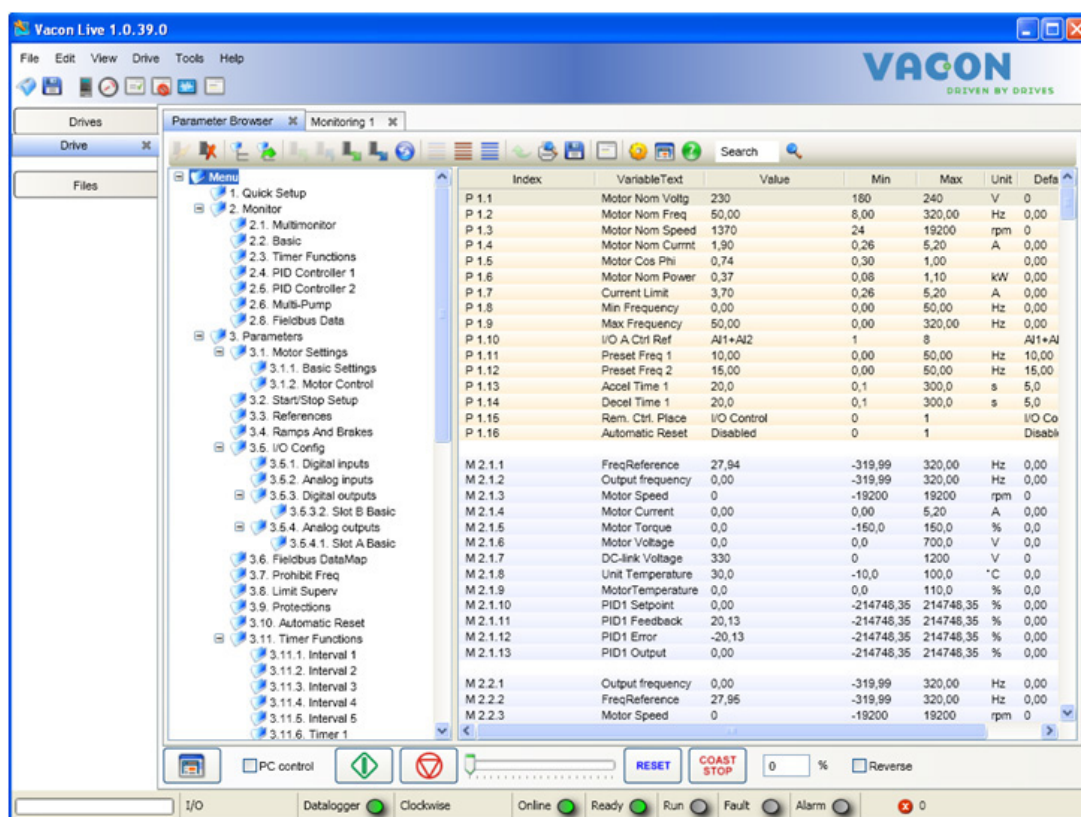 Vacon Live 1.0.39.0
File Edit View Drive Tools Help
VACON
DRIVEN BY DRIVES
Drives
Drive
Files
Parameter Browser Monitoring 1
Search
Menu
1. Quick Setup
2. Monitor
2.1. Multimonitor
2.2. Basic
2.3. Timer Functions
2.4. PID Controller 1
2.5. PID Controller 2
2.6. Multi-Pump
2.8. Fieldbus Data
3. Parameters
3.1. Motor Settings
3.1.1. Basic Settings
3.1.2. Motor Control
3.2. Start/Stop Setup
3.3. References
3.4. Ramps And Brakes
3.5. I/O Config
3.5.1. Digital inputs
3.5.2. Analog inputs
3.5.3. Digital outputs
3.5.3.2. Slot B Basic
3.5.4. Analog outputs
3.5.4.1. Slot A Basic
3.6. Fieldbus DataMap
3.7. Prohibit Freq
3.8. Limit Superv
3.9. Protections
3.10. Automatic Reset
3.11. Timer Functions
3.11.1. Interval 1
3.11.2. Interval 2
3.11.3. Interval 3
3.11.4. Interval 4
3.11.5. Interval 5
3.11.6. Timer 1
Index VariableText Value Min Max Unit Defa
P 1.1 Motor Nom Voltg 230 180 240 V 0
P 1.2 Motor Nom Freq 50,00 8,00 320,00 Hz 0,00
P 1.3 Motor Nom Speed 1370 24 19200 rpm 0
P 1.4 Motor Nom Currnt 1,90 0,26 5,20 A 0,00
P 1.5 Motor Cos Phi 0,74 0,30 1,00 0,00
P 1.6 Motor Nom Power 0,37 0,08 1,10 kW 0,00
P 1.7 Current Limit 3,70 0,26 5,20 A 0,00
P 1.8 Min Frequency 0,00 0,00 50,00 Hz 0,00
P 1.9 Max Frequency 50,00 0,00 320,00 Hz 0,00
P 1.10 I/O A Ctrl Ref AI1+AI2 1 8 AI1+AI
P 1.11 Preset Freq 1 10,00 0,00 50,00 Hz 10,00
P 1.12 Preset Freq 2 15,00 0,00 50,00 Hz 15,00
P 1.13 Accel Time 1 20,0 0,1 300,0 s 5,0
P 1.14 Decel Time 1 20,0 0,1 300,0 s 5,0
P 1.15 Rem. Ctrl. Place I/O Control 0 1 I/O Co
P 1.16 Automatic Reset Disabled 0 1 Disabl
M 2.1.1 FreqReference 27,94 -319,99 320,00 Hz 0,00
M 2.1.2 Output frequency 0,00 -319,99 320,00 Hz 0,00
M 2.1.3 Motor Speed 0 -19200 19200 rpm 0
M 2.1.4 Motor Current 0,00 0,00 5,20 A 0,00
M 2.1.5 Motor Torque 0,0 -150,0 150,0 % 0,0
M 2.1.6 Motor Voltage 0,0 0,0 700,0 V 0,0
M 2.1.7 DC-link Voltage 330 0 1200 V 0
M 2.1.8 Unit Temperature 30,0 -10,0 100,0 °C 0,0
M 2.1.9 MotorTemperature 0,0 0,0 110,0 % 0,0
M 2.1.10 PID1 Setpoint 0,00 -214748,35 214748,35 % 0,00
M 2.1.11 PID1 Feedback 20,13 -214748,35 214748,35 % 0,00
M 2.1.12 PID1 Error -20,13 -214748,35 214748,35 % 0,00
M 2.1.13 PID1 Output 0,00 -214748,35 214748,35 % 0,00
M 2.2.1 Output frequency 0,00 -319,99 320,00 Hz 0,00
M 2.2.2 FreqReference 27,95 -319,99 320,00 Hz 0,00
M 2.2.3 Motor Speed 0 -19200 19200 rpm 0
PC control RESET COAST STOP 0 % Reverse
I/O Datalogger Clockwise Online Ready Run Fault Alarm 0